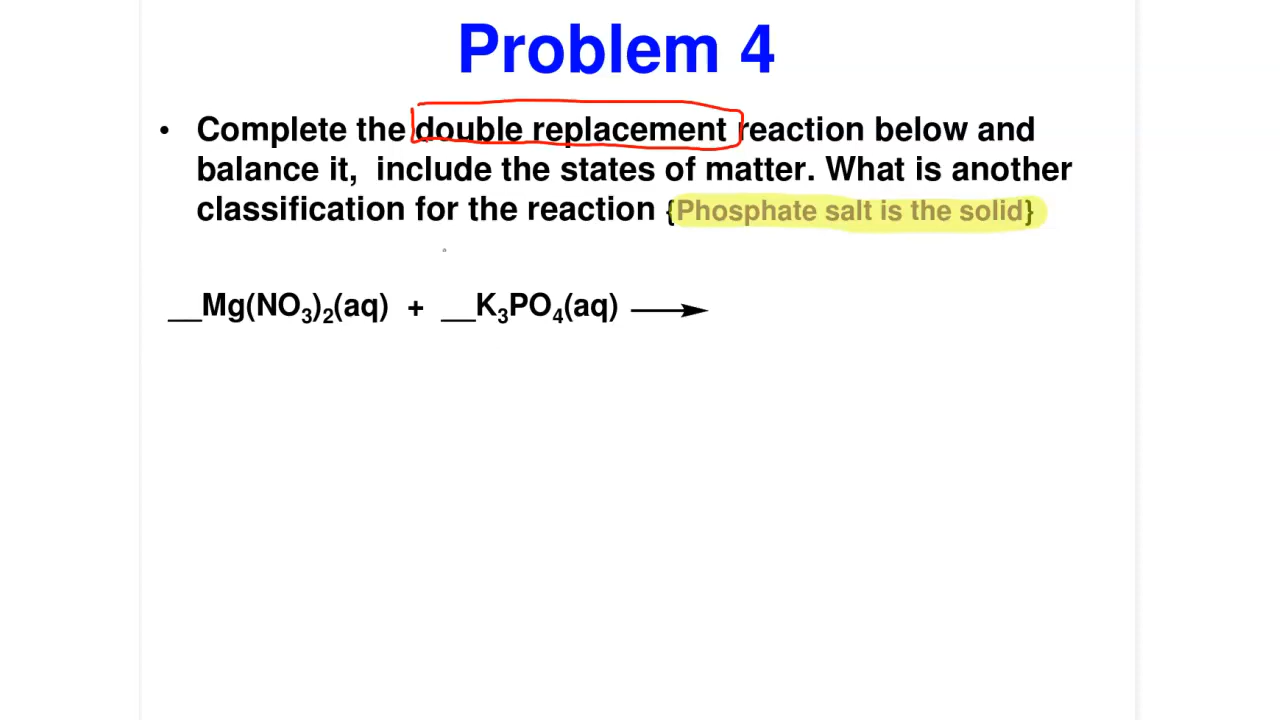 Problem 4
• Complete the double replacement reaction below and
balance it, include the states of matter. What is another
classification for the reaction {Phosphate salt is the solid}
__Mg(NO₃)₂(aq) + __K₃PO₄(aq) ⟶